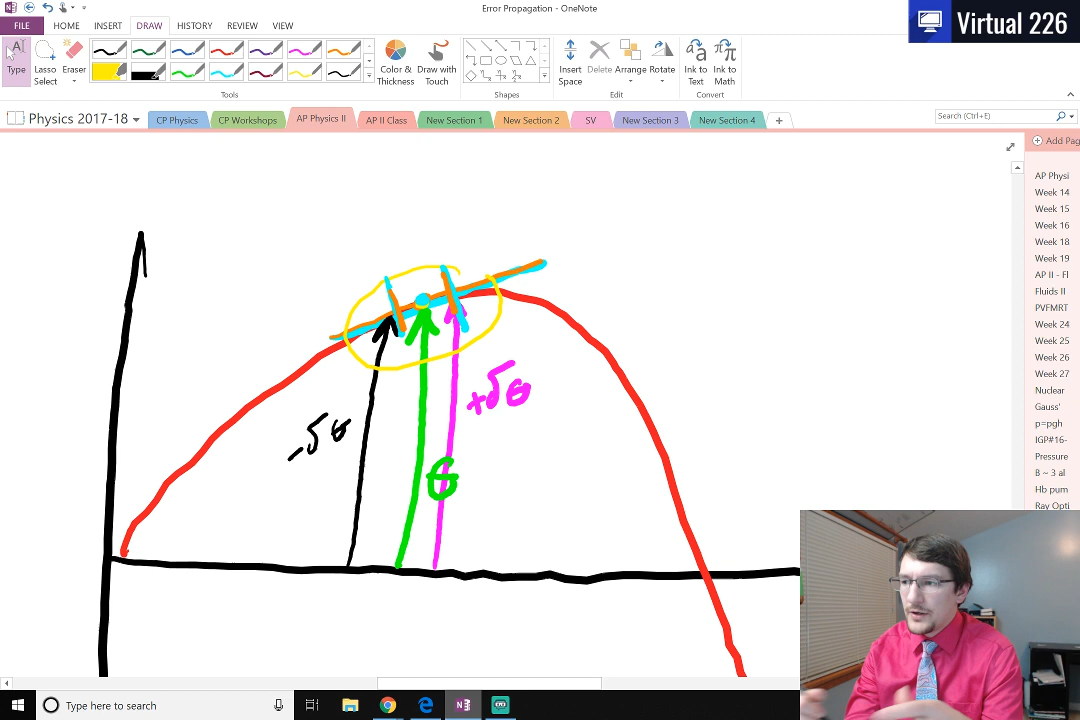 Error Propagation - OneNote
Virtual 226
FILE HOME INSERT DRAW HISTORY REVIEW VIEW
Type
Lasso Select
Eraser
Color & Thickness
Draw with Touch
Insert Space
Delete
Arrange
Rotate
Ink to Text
Ink to Math
Tools
Shapes
Edit
Convert
Physics 2017-18
CP Physics
CP Workshops
AP Physics II
AP II Class
New Section 1
New Section 2
SV
New Section 3
New Section 4
Search (Ctrl+E)
Add Pag
AP Physi
Week 14
Week 15
Week 16
Week 18
Week 19
AP II - Fl
Fluids II
PVFMRT
Week 24
Week 25
Week 26
Week 27
Nuclear
Gauss'
p=pgh
IGP#16-
Pressure
B ~ 3 al
Hb pum
Ray Opti
+δθ
-δθ
θ
Type here to search